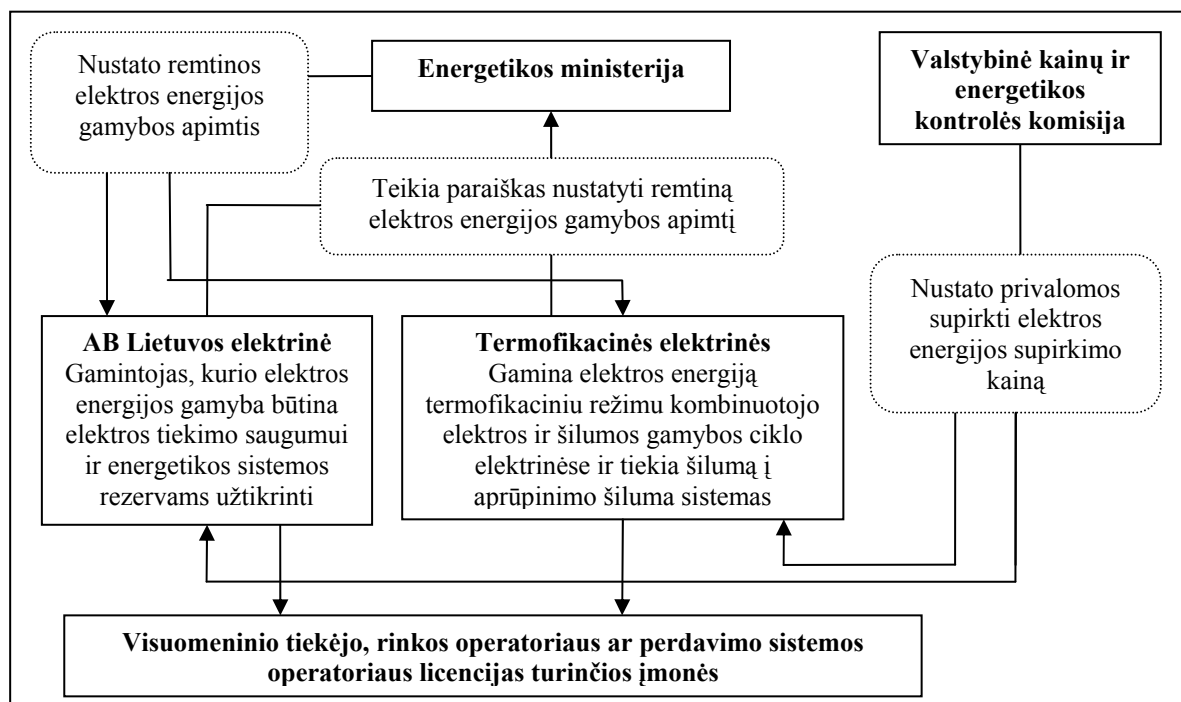 Nustato remtinos
elektros energijos
gamybos apimtis
Energetikos ministerija
Valstybinė kainų ir
energetikos
kontrolės komisija
Teikia paraiškas nustatyti remtiną
elektros energijos gamybos apimtį
Nustato privalomos
supirkti elektros
energijos supirkimo
kainą
AB Lietuvos elektrinė
Gamintojas, kurio elektros
energijos gamyba būtina
elektros tiekimo saugumui
ir energetikos sistemos
rezervams užtikrinti
Termofikacinės elektrinės
Gamina elektros energiją
termofikaciniu režimu kombinuotojo
elektros ir šilumos gamybos ciklo
elektrinėse ir tiekia šilumą į
aprūpinimo šiluma sistemas
Visuomeninio tiekėjo, rinkos operatoriaus ar perdavimo sistemos
operatoriaus licencijas turinčios įmonės